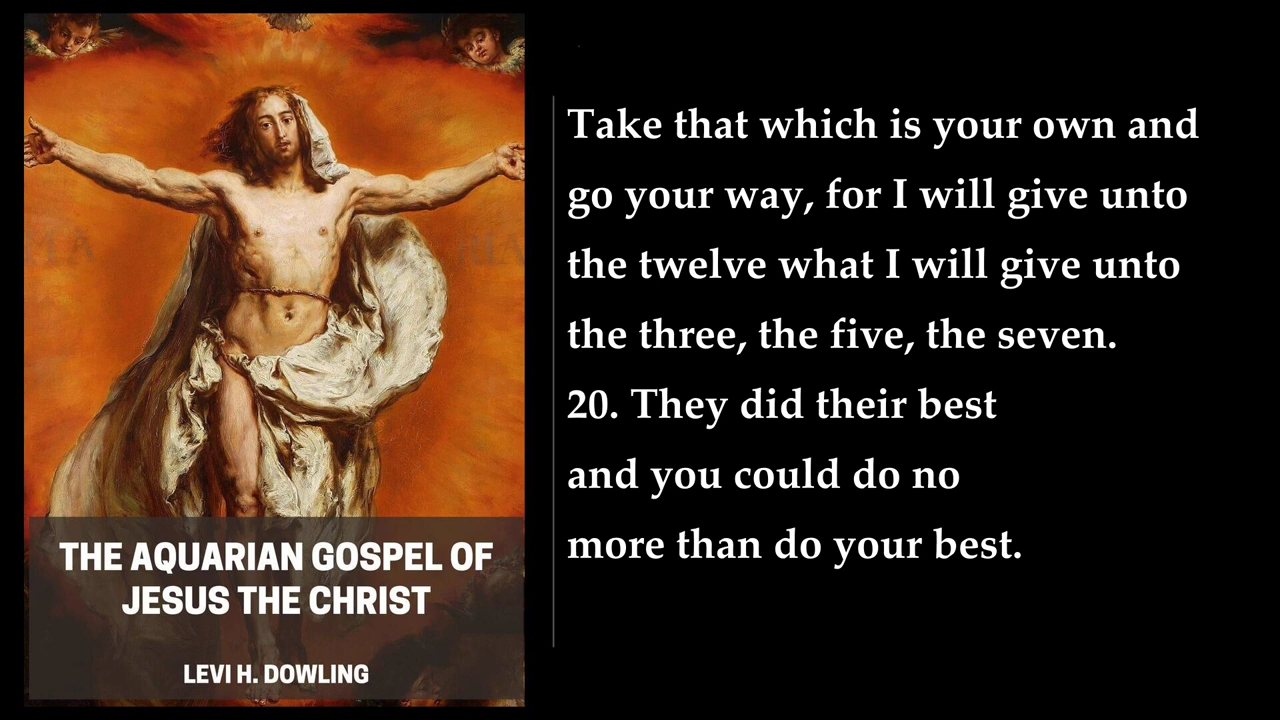 Take that which is your own and
go your way, for I will give unto
the twelve what I will give unto
the three, the five, the seven.
20. They did their best
and you could do no
more than do your best.
THE AQUARIAN GOSPEL OF
JESUS THE CHRIST
LEVI H. DOWLING